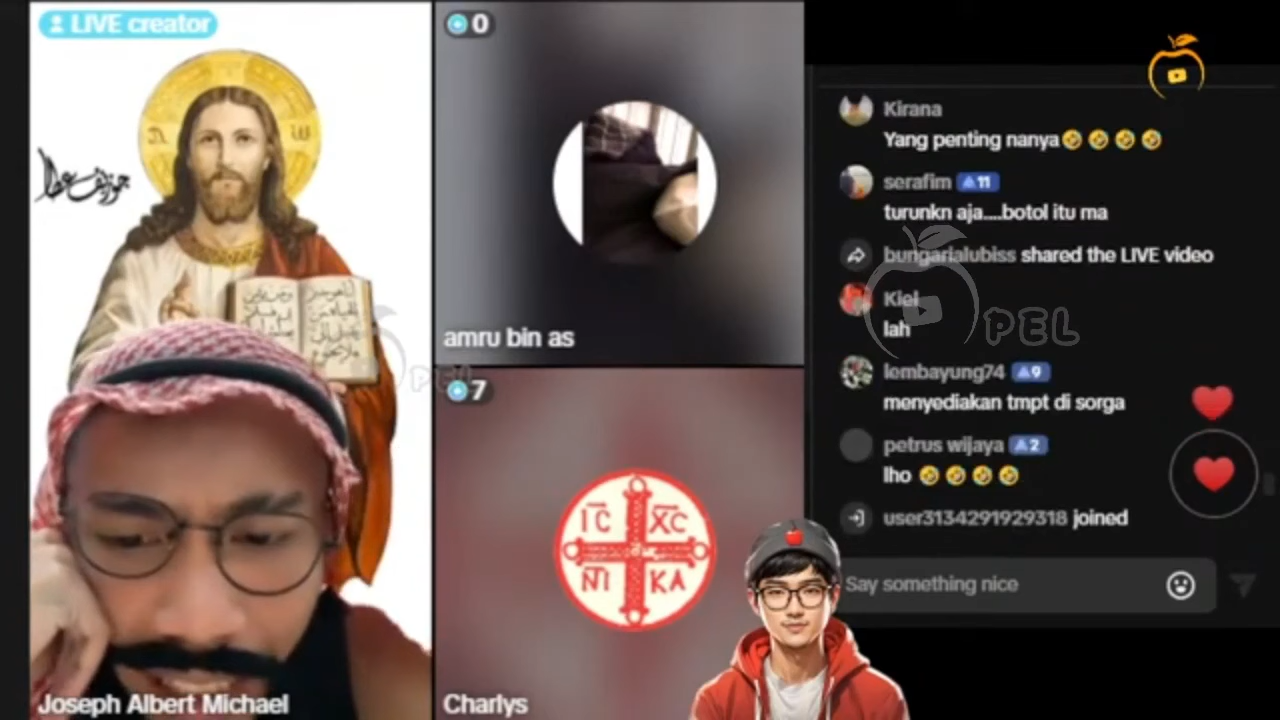 LIVE creator
Joseph Albert Michael
0
amru bin as
7
IC XC
NI KA
Charlys
Kirana
Yang penting nanya🤣🤣🤣🤣
serafim 11
turunkn aja....botol itu ma
bungarialubiss shared the LIVE video
Kiel
lah
lembayung74 9
menyediakan tmpt di sorga
petrus wijaya 2
lho 🤣🤣🤣🤣
user3134291929318 joined
Say something nice
PEL